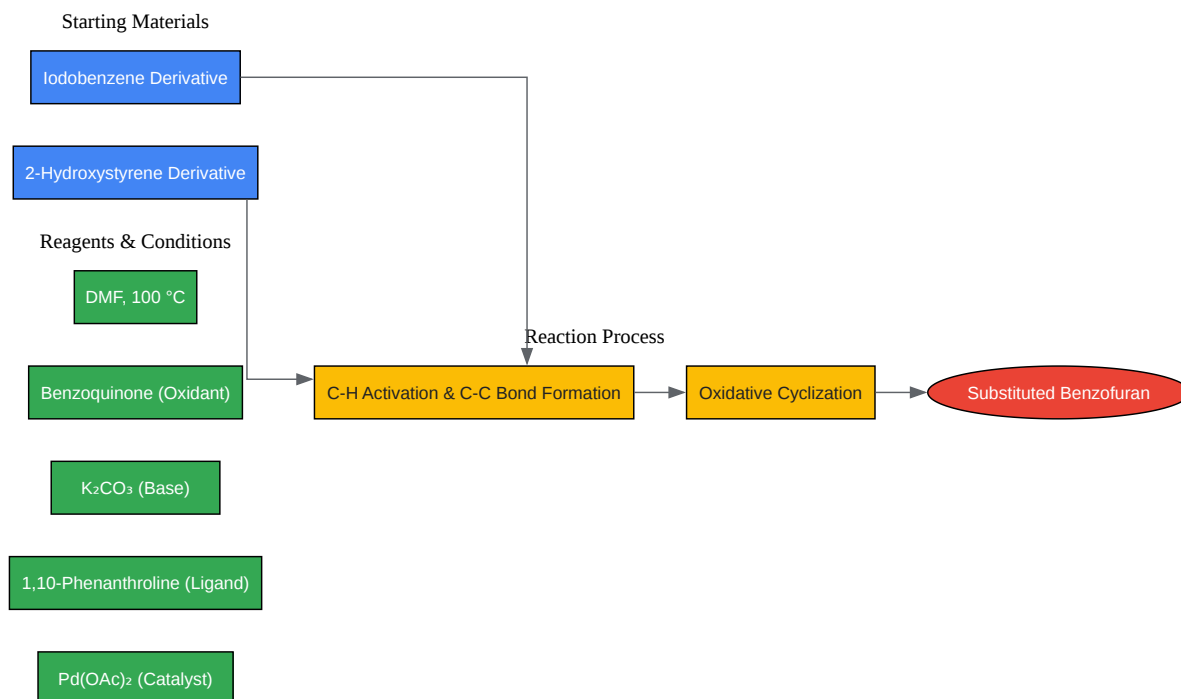 Starting Materials
Iodobenzene Derivative
2-Hydroxystyrene Derivative
Reagents & Conditions
DMF, 100 °C
Benzoquinone (Oxidant)
K₂CO₃ (Base)
1,10-Phenanthroline (Ligand)
Pd(OAc)₂ (Catalyst)
Reaction Process
C-H Activation & C-C Bond Formation
Oxidative Cyclization
Substituted Benzofuran